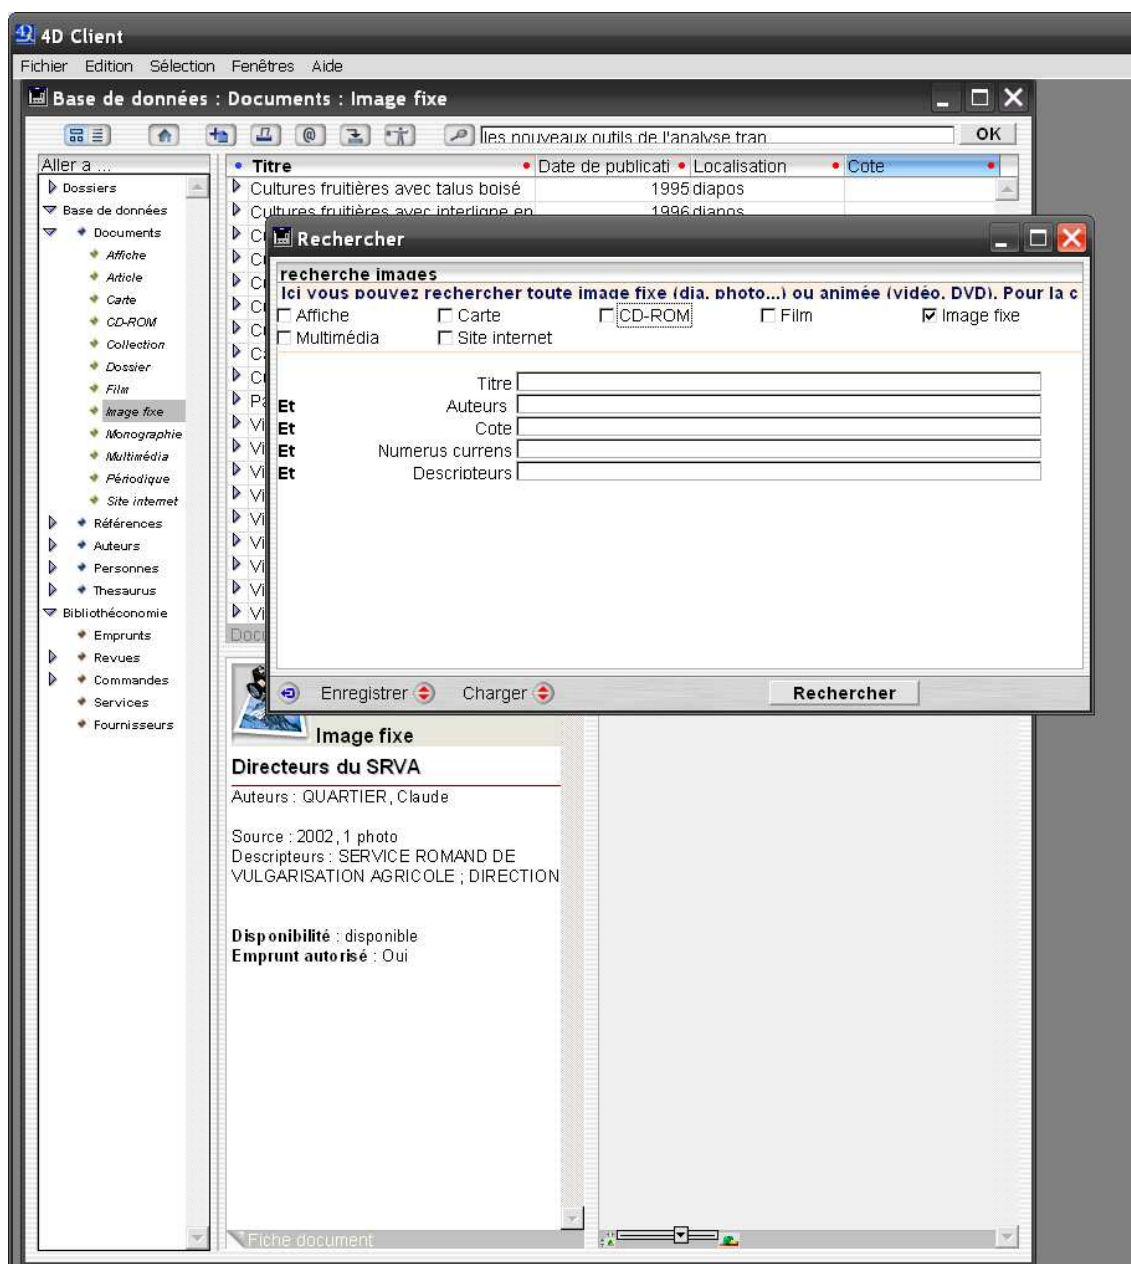 4D Client
Fichier Edition Sélection Fenêtres Aide
Base de données : Documents : Image fixe
les nouveaux outils de l'analyse tran OK
Aller a ...
Dossiers
Base de données
Documents
Affiche
Article
Carte
CD-ROM
Collection
Dossier
Film
Image fixe
Monographie
Multimédia
Périodique
Site internet
Références
Auteurs
Personnes
Thesaurus
Bibliothéconomie
Emprunts
Revues
Commandes
Services
Fournisseurs
Titre Date de publicati Localisation Cote
Cultures fruitières avec talus boisé 1995 diapos
Cultures fruitières avec interligne en 1996 diapos
Rechercher
recherche images
Ici vous pouvez rechercher toute image fixe (dia, photo...) ou animée (vidéo, DVD). Pour la c
Affiche Carte CD-ROM Film Image fixe
Multimédia Site internet
Titre
Et Auteurs
Et Cote
Et Numerus currens
Et Descripteurs
Enregistrer Charger Rechercher
Image fixe
Directeurs du SRVA
Auteurs : QUARTIER, Claude
Source : 2002, 1 photo
Descripteurs : SERVICE ROMAND DE
VULGARISATION AGRICOLE ; DIRECTION
Disponibilité : disponible
Emprunt autorisé : Oui
Fiche document